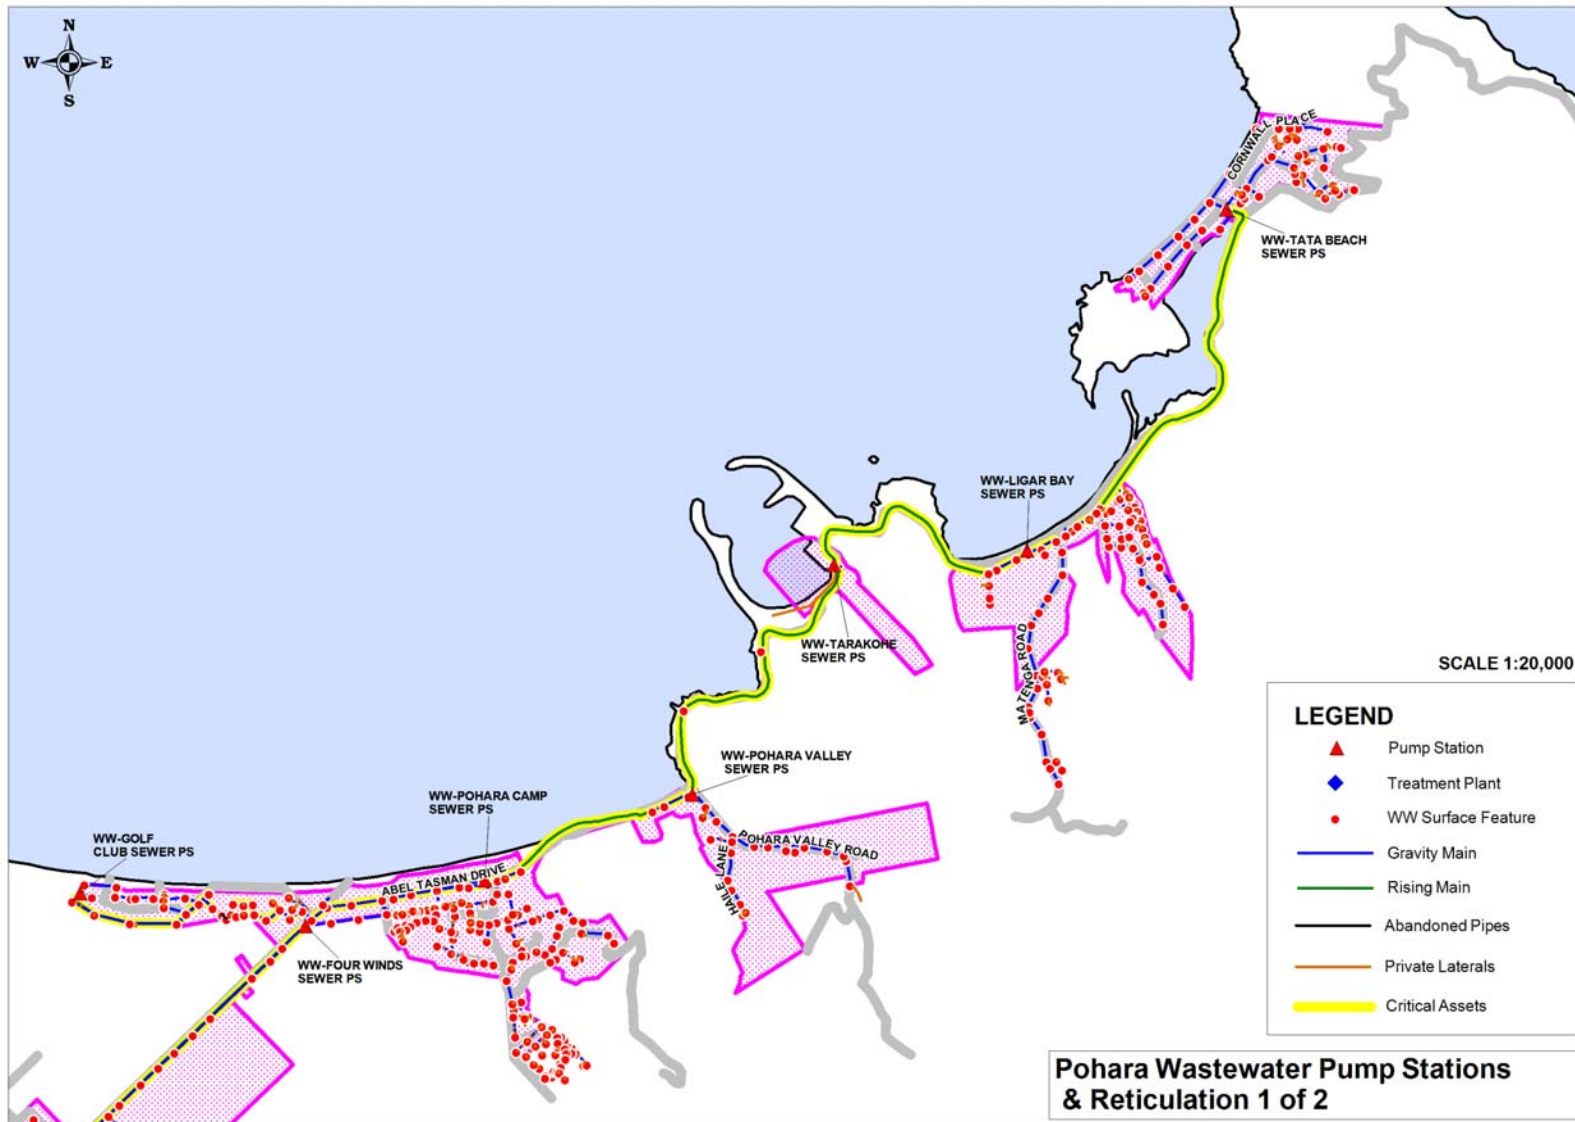 N
W E
S
CORNWALL PLACE
WW-TATA BEACH
SEWER PS
WW-LIGAR BAY
SEWER PS
WW-TARAKOHE
SEWER PS
MATENGA ROAD
SCALE 1:20,000
WW-POHARA VALLEY
SEWER PS
WW-POHARA CAMP
SEWER PS
POHARA VALLEY ROAD
HAILE LANE
WW-GOLF
CLUB SEWER PS
ABEL TASMAN DRIVE
WW-FOUR WINDS
SEWER PS
LEGEND
Pump Station
Treatment Plant
WW Surface Feature
Gravity Main
Rising Main
Abandoned Pipes
Private Laterals
Critical Assets
Pohara Wastewater Pump Stations
& Reticulation 1 of 2